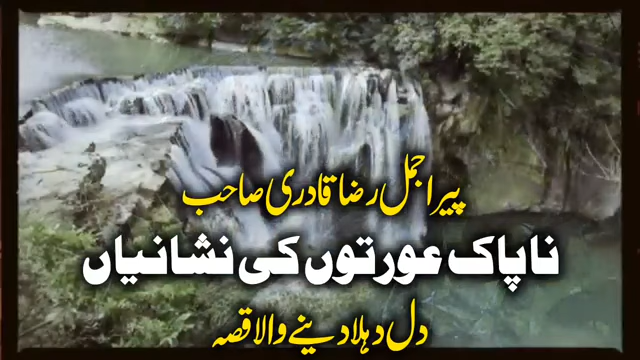 پیر اجمل رضا قادری صاحب
ناپاک عورتوں کی نشانیاں
دل دہلا دینے والا قصہ